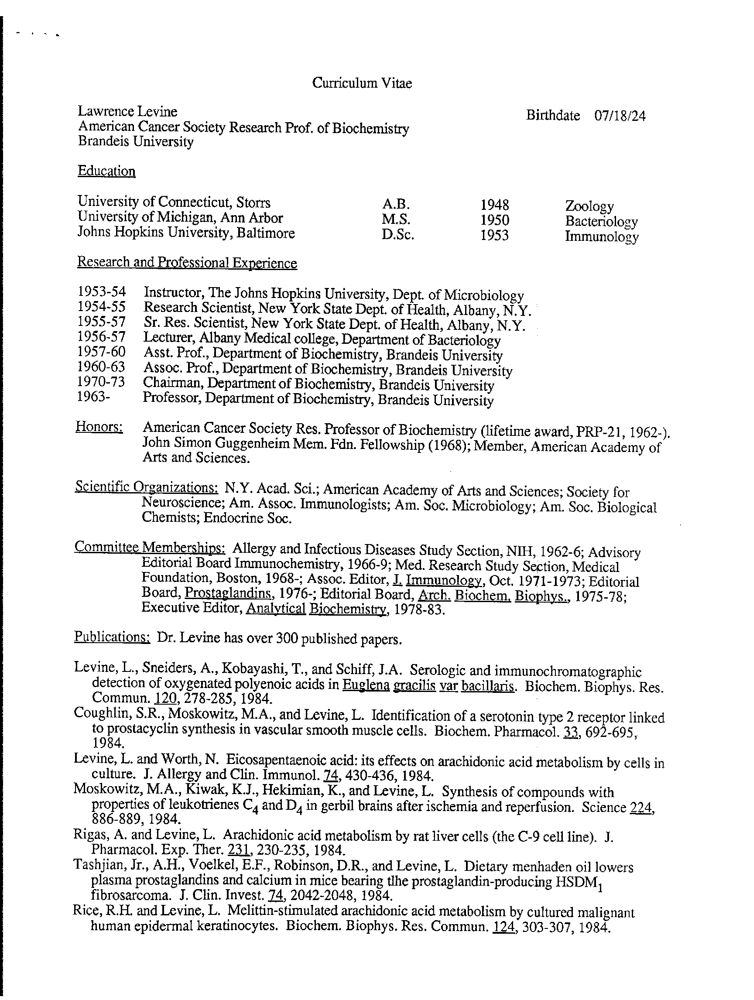 Curriculum Vitae
Lawrence Levine Birthdate 07/18/24
American Cancer Society Research Prof. of Biochemistry
Brandeis University
Education
University of Connecticut, Storrs A.B. 1948 Zoology
University of Michigan, Ann Arbor M.S. 1950 Bacteriology
Johns Hopkins University, Baltimore D.Sc. 1953 Immunology
Research and Professional Experience
1953-54 Instructor, The Johns Hopkins University, Dept. of Microbiology
1954-55 Research Scientist, New York State Dept. of Health, Albany, N.Y.
1955-57 Sr. Res. Scientist, New York State Dept. of Health, Albany, N.Y.
1956-57 Lecturer, Albany Medical college, Department of Bacteriology
1957-60 Asst. Prof., Department of Biochemistry, Brandeis University
1960-63 Assoc. Prof., Department of Biochemistry, Brandeis University
1970-73 Chairman, Department of Biochemistry, Brandeis University
1963- Professor, Department of Biochemistry, Brandeis University
Honors: American Cancer Society Res. Professor of Biochemistry (lifetime award, PRP-21, 1962-).
John Simon Guggenheim Mem. Fdn. Fellowship (1968); Member, American Academy of
Arts and Sciences.
Scientific Organizations: N.Y. Acad. Sci.; American Academy of Arts and Sciences; Society for
Neuroscience; Am. Assoc. Immunologists; Am. Soc. Microbiology; Am. Soc. Biological
Chemists; Endocrine Soc.
Committee Memberships: Allergy and Infectious Diseases Study Section, NIH, 1962-6; Advisory
Editorial Board Immunochemistry, 1966-9; Med. Research Study Section, Medical
Foundation, Boston, 1968-; Assoc. Editor, J. Immunology, Oct. 1971-1973; Editorial
Board, Prostaglandins, 1976-; Editorial Board, Arch. Biochem. Biophys., 1975-78;
Executive Editor, Analytical Biochemistry, 1978-83.
Publications: Dr. Levine has over 300 published papers.
Levine, L., Sneiders, A., Kobayashi, T., and Schiff, J.A. Serologic and immunochromatographic
detection of oxygenated polyenoic acids in Euglena gracilis var bacillaris. Biochem. Biophys. Res.
Commun. 120, 278-285, 1984.
Coughlin, S.R., Moskowitz, M.A., and Levine, L. Identification of a serotonin type 2 receptor linked
to prostacyclin synthesis in vascular smooth muscle cells. Biochem. Pharmacol. 33, 692-695,
1984.
Levine, L. and Worth, N. Eicosapentaenoic acid: its effects on arachidonic acid metabolism by cells in
culture. J. Allergy and Clin. Immunol. 74, 430-436, 1984.
Moskowitz, M.A., Kiwak, K.J., Hekimian, K., and Levine, L. Synthesis of compounds with
properties of leukotrienes C4 and D4 in gerbil brains after ischemia and reperfusion. Science 224,
886-889, 1984.
Rigas, A. and Levine, L. Arachidonic acid metabolism by rat liver cells (the C-9 cell line). J.
Pharmacol. Exp. Ther. 231, 230-235, 1984.
Tashjian, Jr., A.H., Voelkel, E.F., Robinson, D.R., and Levine, L. Dietary menhaden oil lowers
plasma prostaglandins and calcium in mice bearing tlhe prostaglandin-producing HSDM1
fibrosarcoma. J. Clin. Invest. 74, 2042-2048, 1984.
Rice, R.H. and Levine, L. Melittin-stimulated arachidonic acid metabolism by cultured malignant
human epidermal keratinocytes. Biochem. Biophys. Res. Commun. 124, 303-307, 1984.